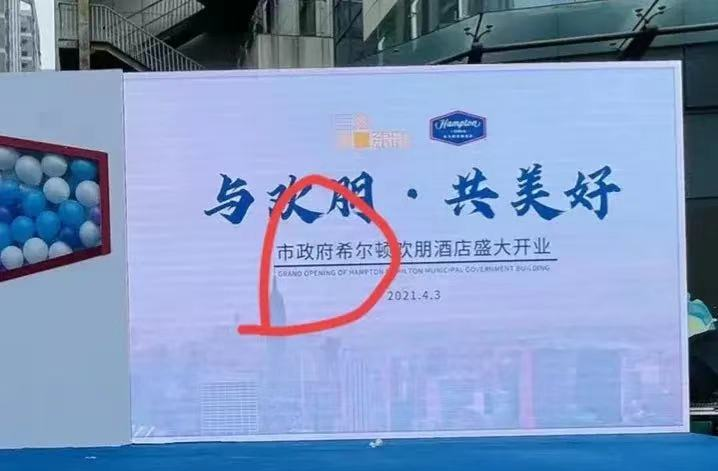 Hampton
与欢朋·共美好
市政府希尔顿欢朋酒店盛大开业
GRAND OPENING OF HAMPTON HILTON MUNICIPAL GOVERNMENT BUILDING
2021.4.3